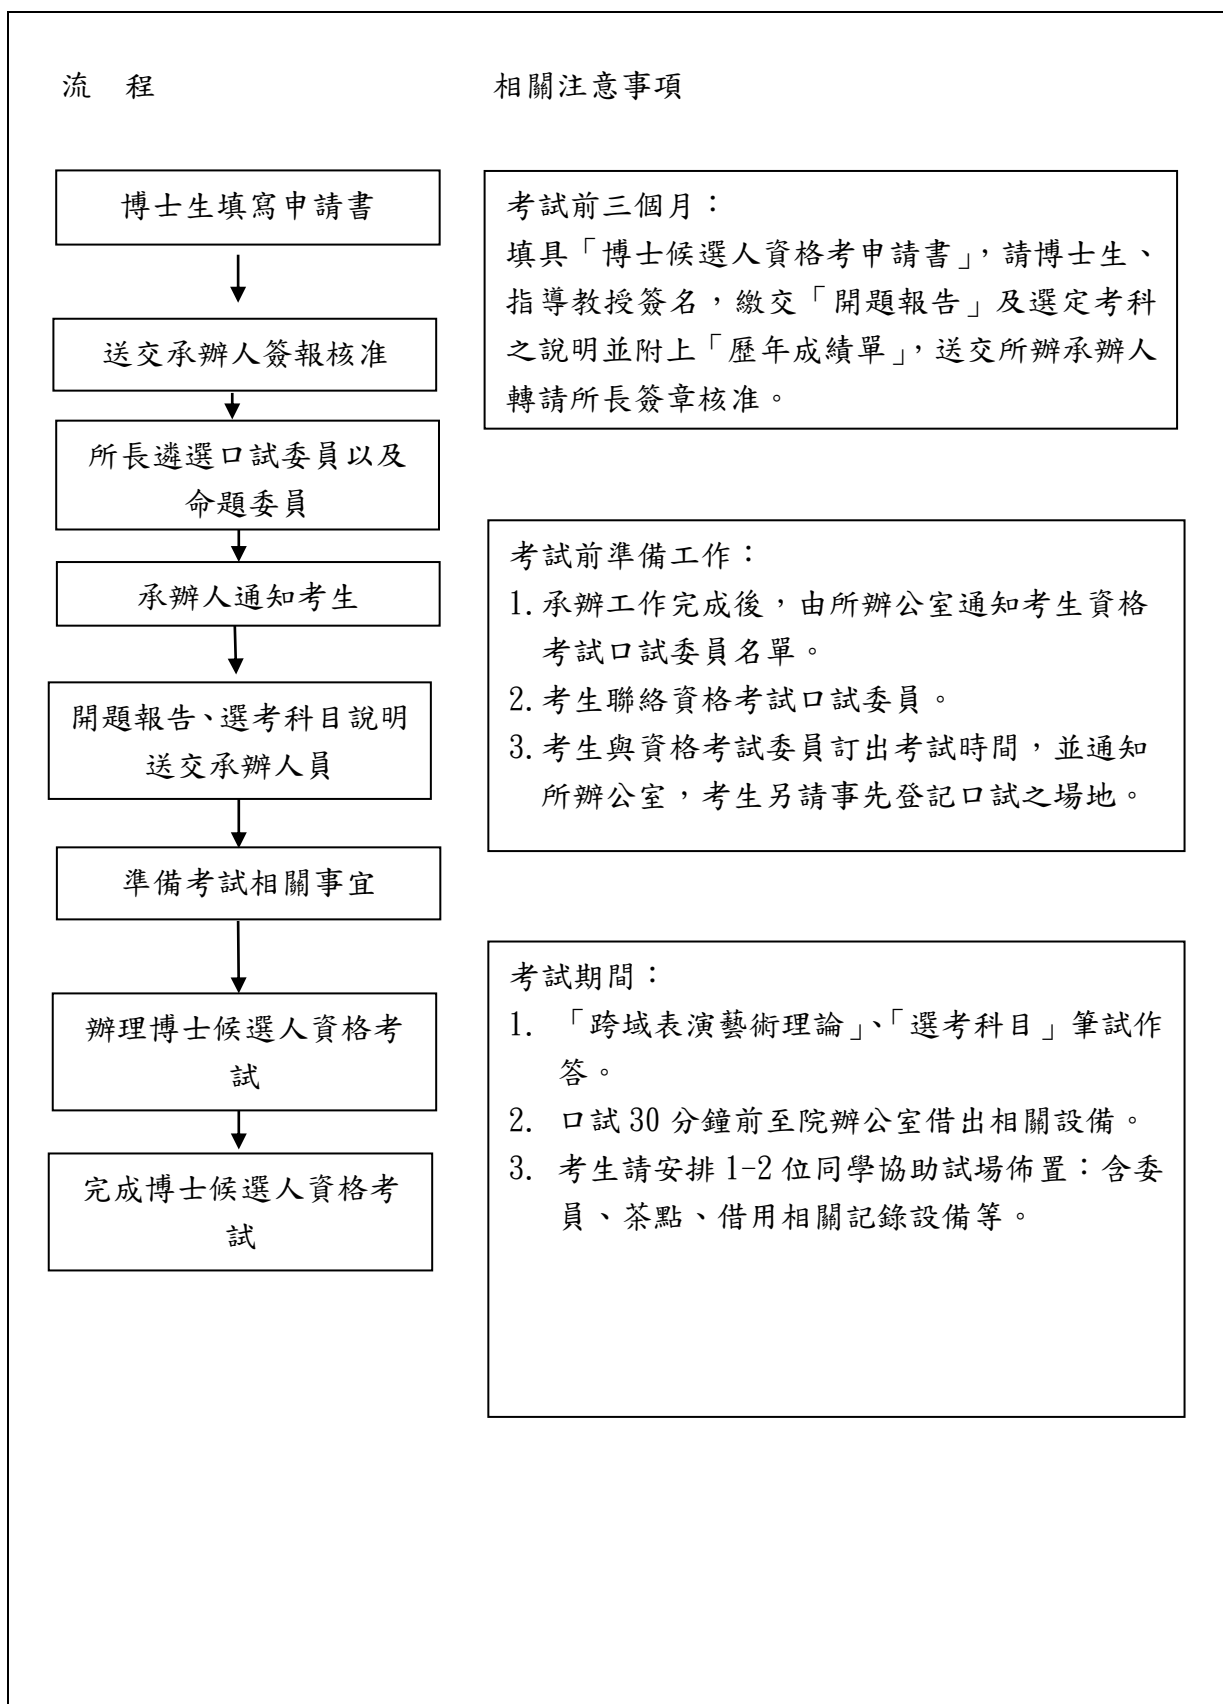 流　程
相關注意事項
博士生填寫申請書
送交承辦人簽報核准
所長遴選口試委員以及
命題委員
承辦人通知考生
開題報告、選考科目說明
送交承辦人員
準備考試相關事宜
辦理博士候選人資格考
試
完成博士候選人資格考
試
考試前三個月：
填具「博士候選人資格考申請書」，請博士生、
指導教授簽名，繳交「開題報告」及選定考科
之說明並附上「歷年成績單」，送交所辦承辦人
轉請所長簽章核准。
考試前準備工作：
1.承辦工作完成後，由所辦公室通知考生資格
考試口試委員名單。
2.考生聯絡資格考試口試委員。
3.考生與資格考試委員訂出考試時間，並通知
所辦公室，考生另請事先登記口試之場地。
考試期間：
1. 「跨域表演藝術理論」、「選考科目」筆試作
答。
2. 口試 30 分鐘前至院辦公室借出相關設備。
3. 考生請安排 1-2 位同學協助試場佈置：含委
員、茶點、借用相關記錄設備等。